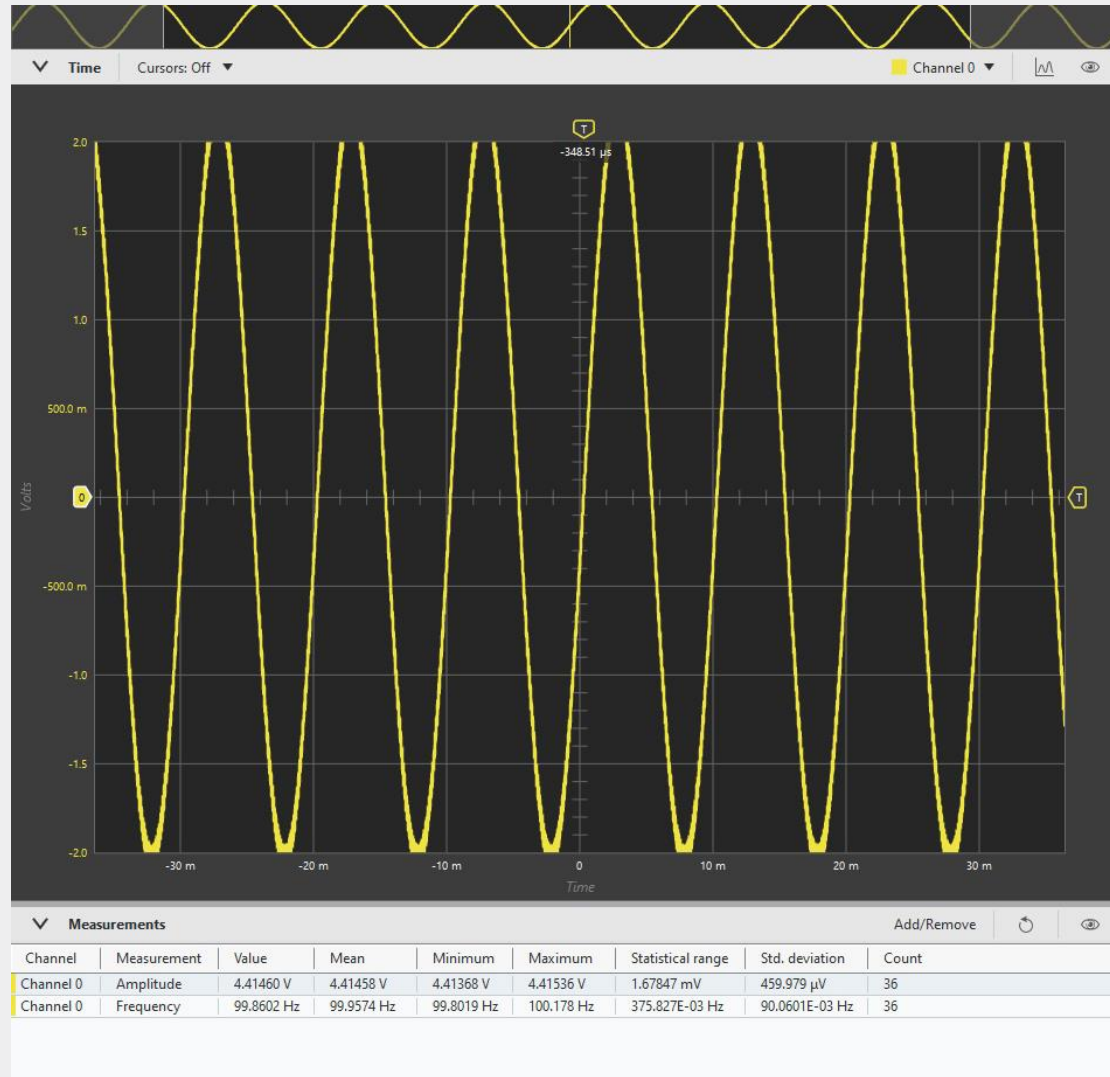 Time Cursors: Off Channel 0
T
-348.51 µs
2.0
1.5
1.0
500.0 m
0 T
Volts
-500.0 m
-1.0
-1.5
-2.0
-30 m -20 m -10 m 0 10 m 20 m 30 m
Time
Measurements Add/Remove
Channel Measurement Value Mean Minimum Maximum Statistical range Std. deviation Count
Channel 0 Amplitude 4.41460 V 4.41458 V 4.41368 V 4.41536 V 1.67847 mV 459.979 µV 36
Channel 0 Frequency 99.8602 Hz 99.9574 Hz 99.8019 Hz 100.178 Hz 375.827E-03 Hz 90.0601E-03 Hz 36